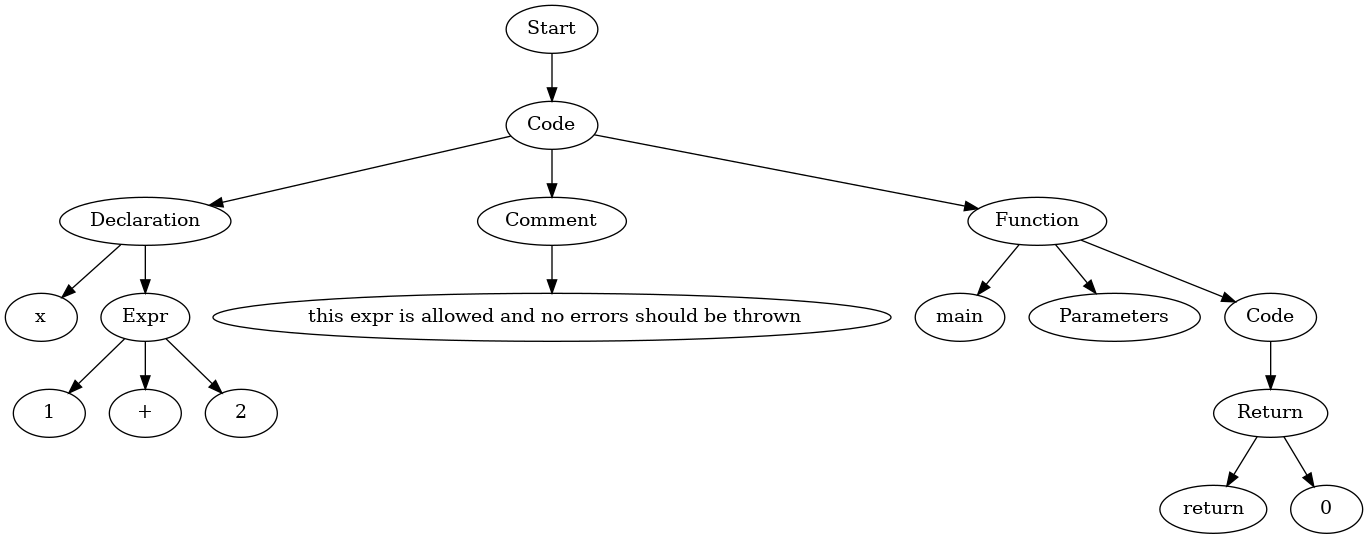 Start
Code
Declaration
Comment
Function
x
Expr
this expr is allowed and no errors should be thrown
main
Parameters
Code
1
+
2
Return
return
0